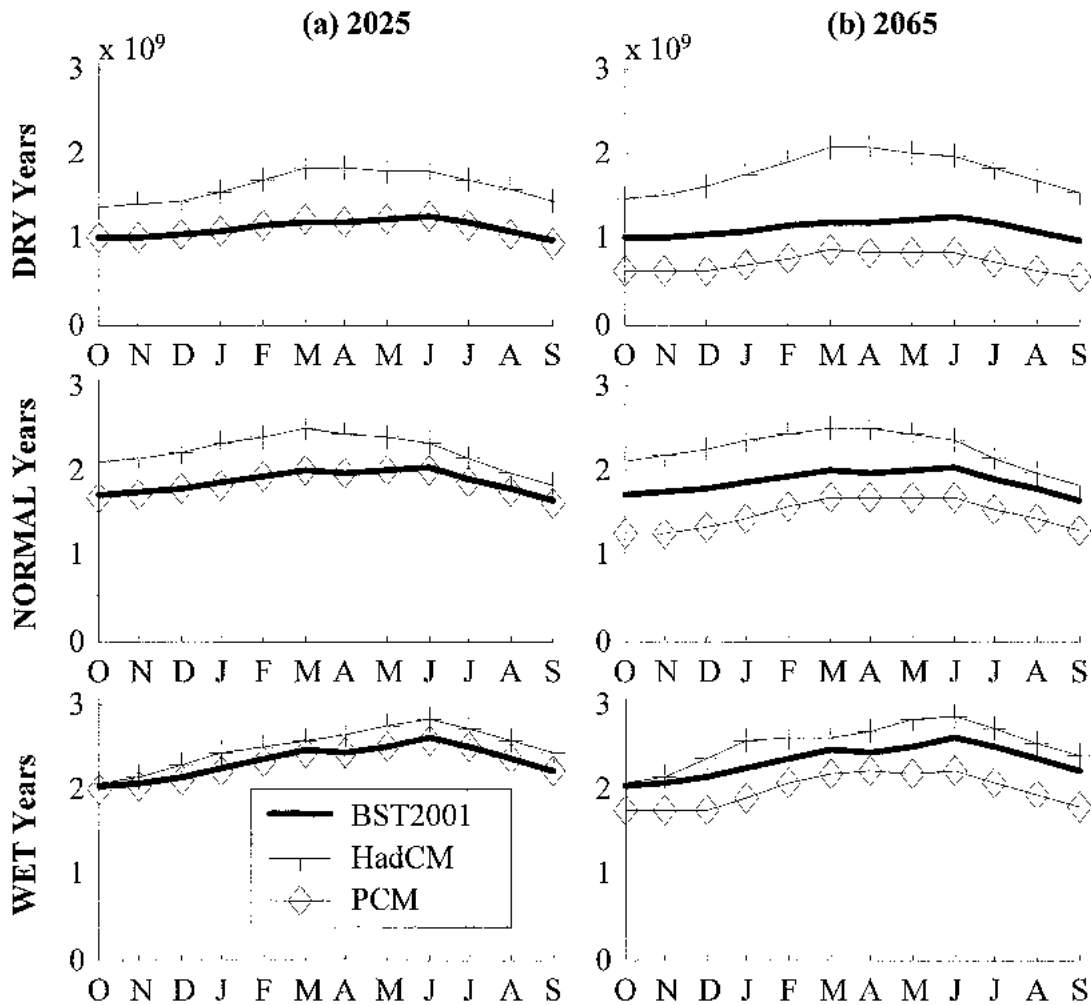 (a) 2025 (b) 2065
x 10⁹ x 10⁹
DRY Years
3 3
2 2
1 1
0 0
O N D J F M A M J J A S O N D J F M A M J J A S
NORMAL Years
3 3
2 2
1 1
0 0
O N D J F M A M J J A S O N D J F M A M J J A S
WET Years
3 3
2 2
1 1
0 0
BST2001
HadCM
PCM
O N D J F M A M J J A S O N D J F M A M J J A S